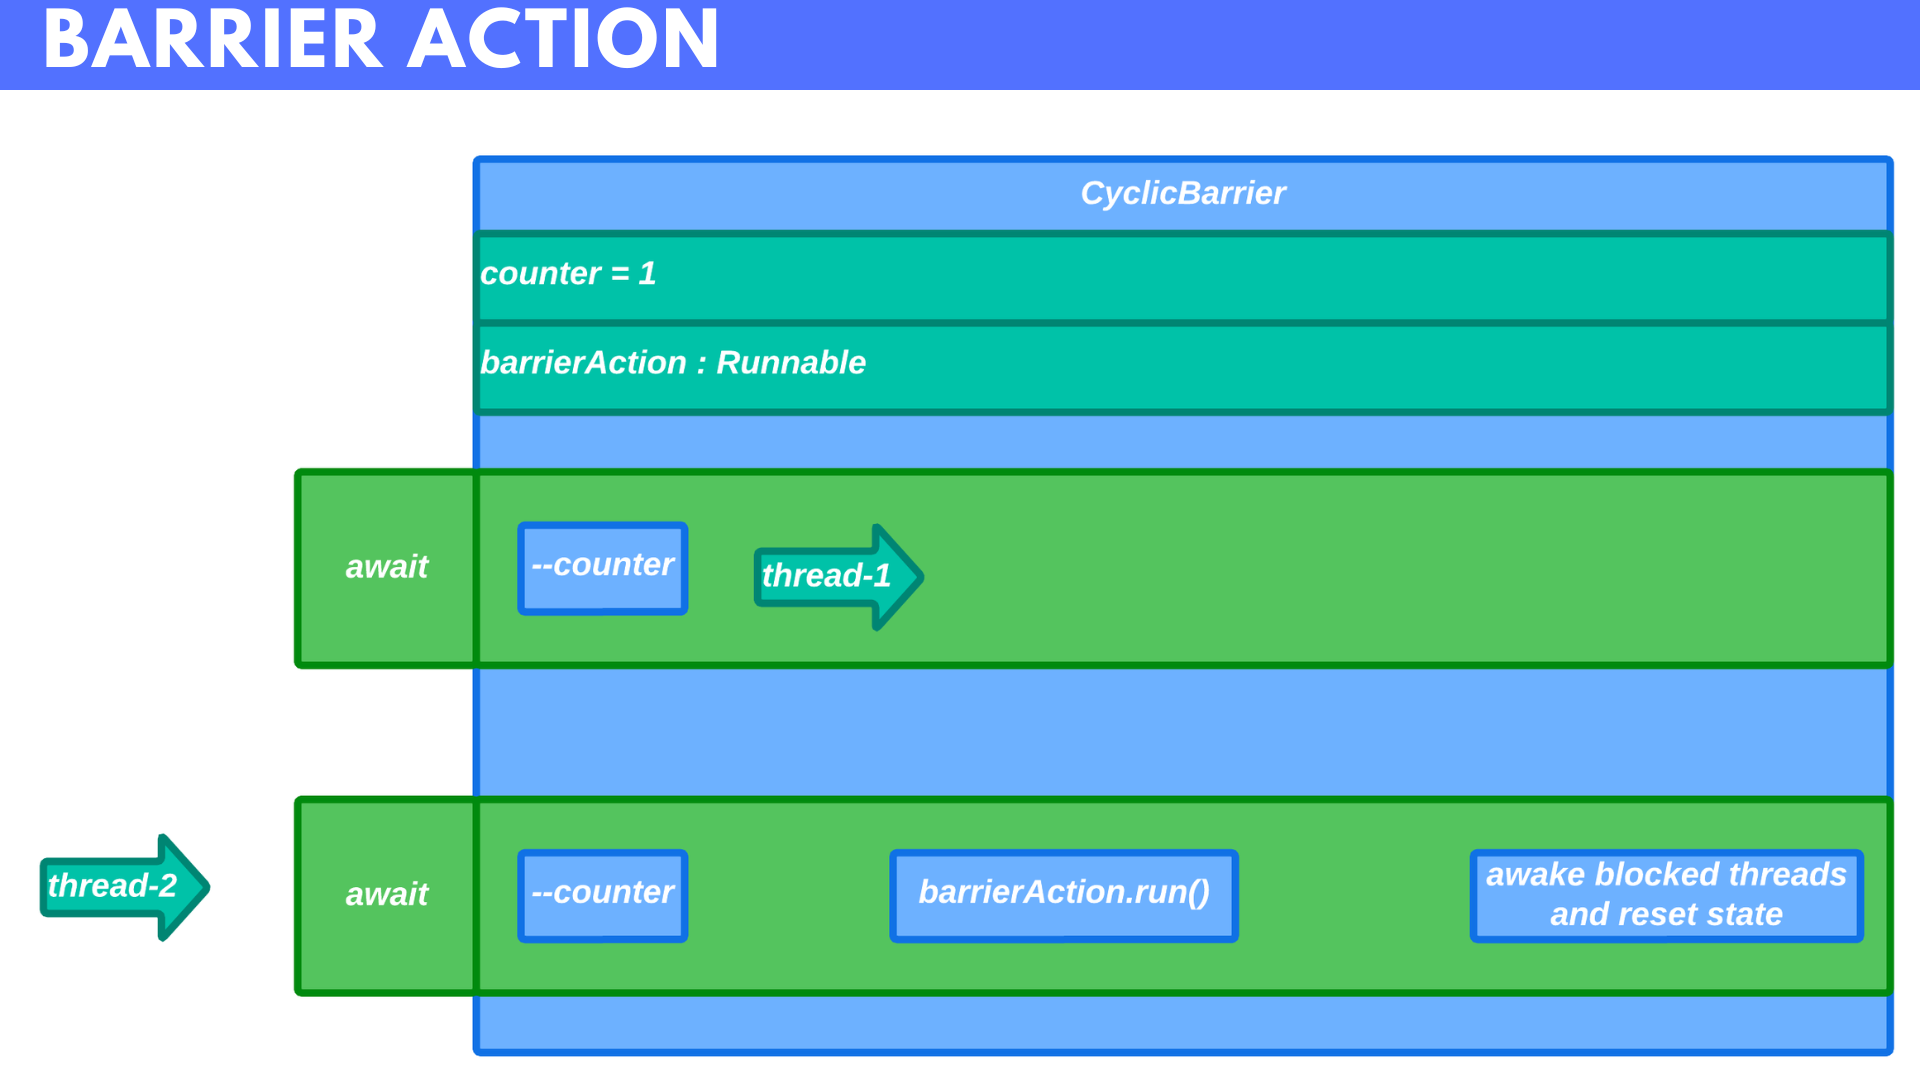 BARRIER ACTION
CyclicBarrier
counter = 1
barrierAction : Runnable
await
--counter
thread-1
thread-2
await
--counter
barrierAction.run()
awake blocked threads
and reset state